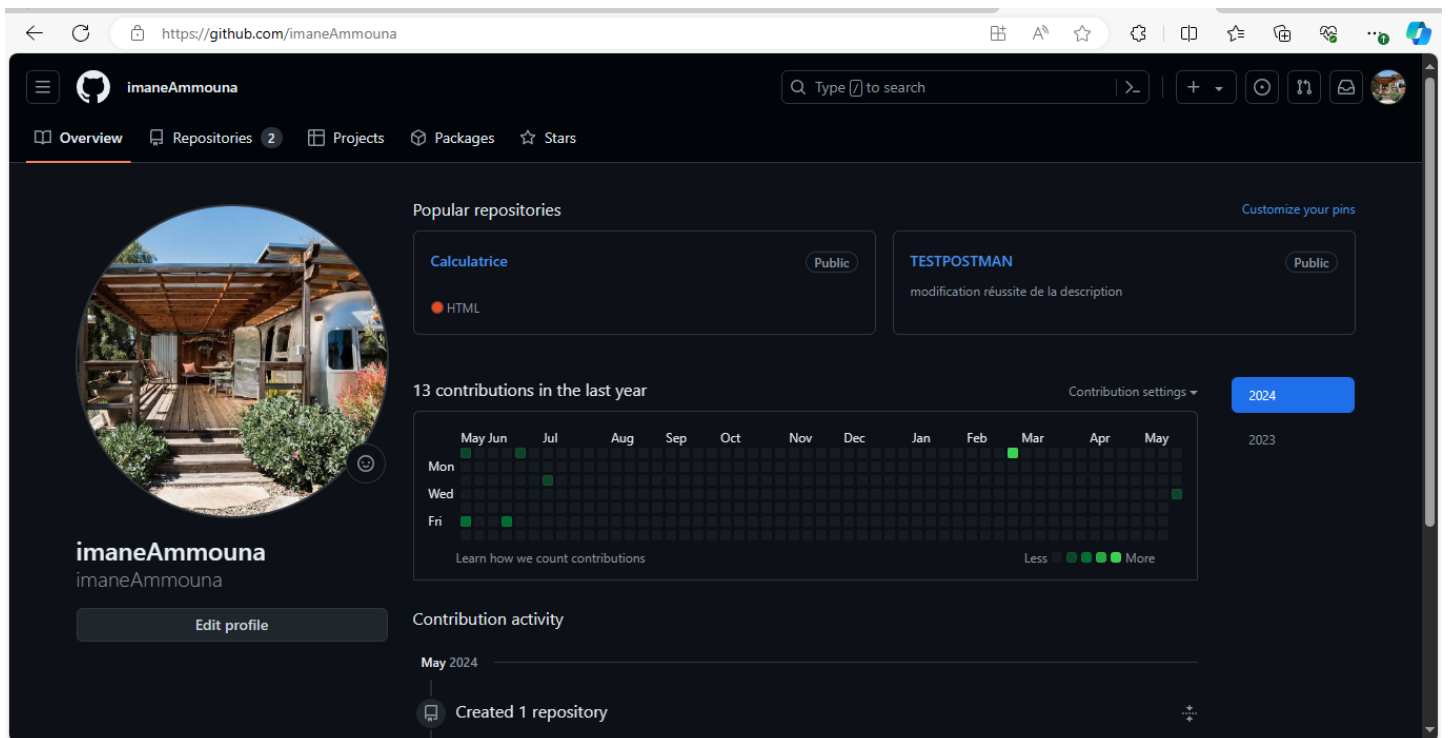 https://github.com/imaneAmmouna
imaneAmmouna
Type / to search
Overview
Repositories 2
Projects
Packages
Stars
Popular repositories
Customize your pins
Calculatrice
Public
HTML
TESTPOSTMAN
Public
modification réussite de la description
13 contributions in the last year
Contribution settings
2024
2023
May Jun Jul Aug Sep Oct Nov Dec Jan Feb Mar Apr May
Mon
Wed
Fri
Learn how we count contributions
Less More
imaneAmmouna
imaneAmmouna
Edit profile
Contribution activity
May 2024
Created 1 repository